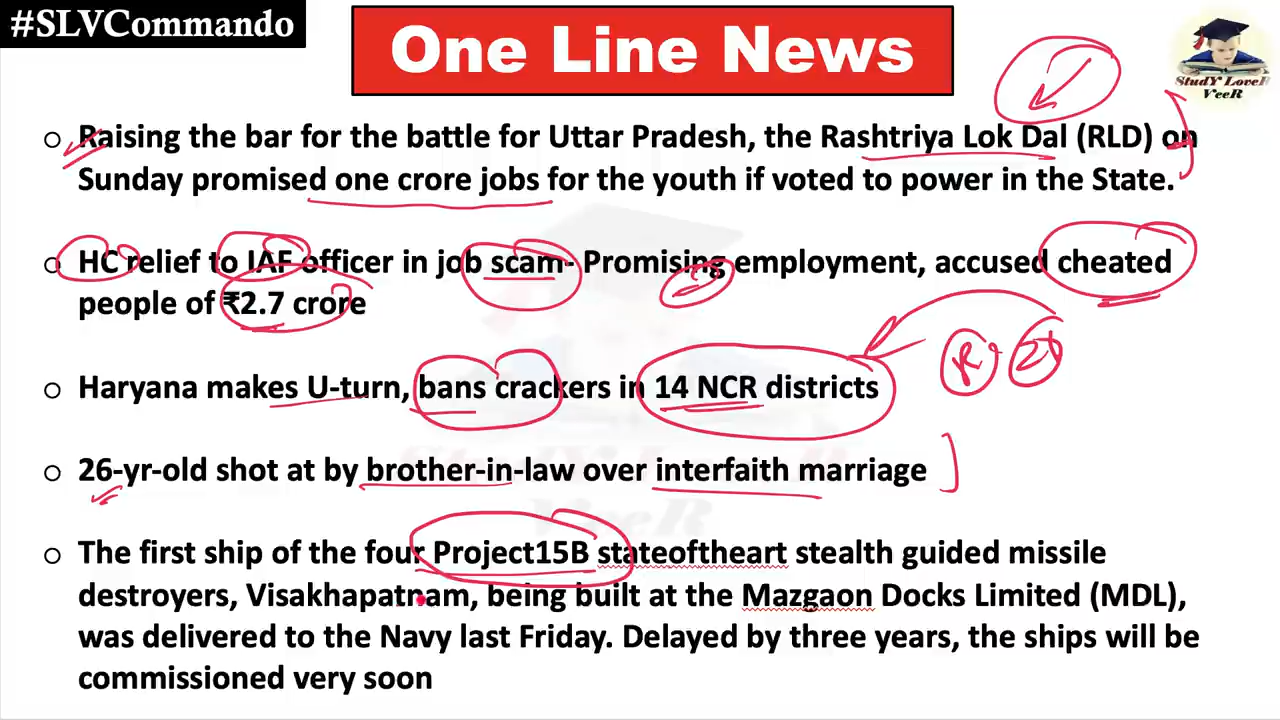 #SLVCommando
One Line News
StudY LoveR
VeeR
Raising the bar for the battle for Uttar Pradesh, the Rashtriya Lok Dal (RLD) on
Sunday promised one crore jobs for the youth if voted to power in the State.
HC relief to IAF officer in job scam- Promising employment, accused cheated
people of ₹2.7 crore
Haryana makes U-turn, bans crackers in 14 NCR districts
26-yr-old shot at by brother-in-law over interfaith marriage
The first ship of the four Project15B stateoftheart stealth guided missile
destroyers, Visakhapatnam, being built at the Mazgaon Docks Limited (MDL),
was delivered to the Navy last Friday. Delayed by three years, the ships will be
commissioned very soon
StudY LoveR
VeeR